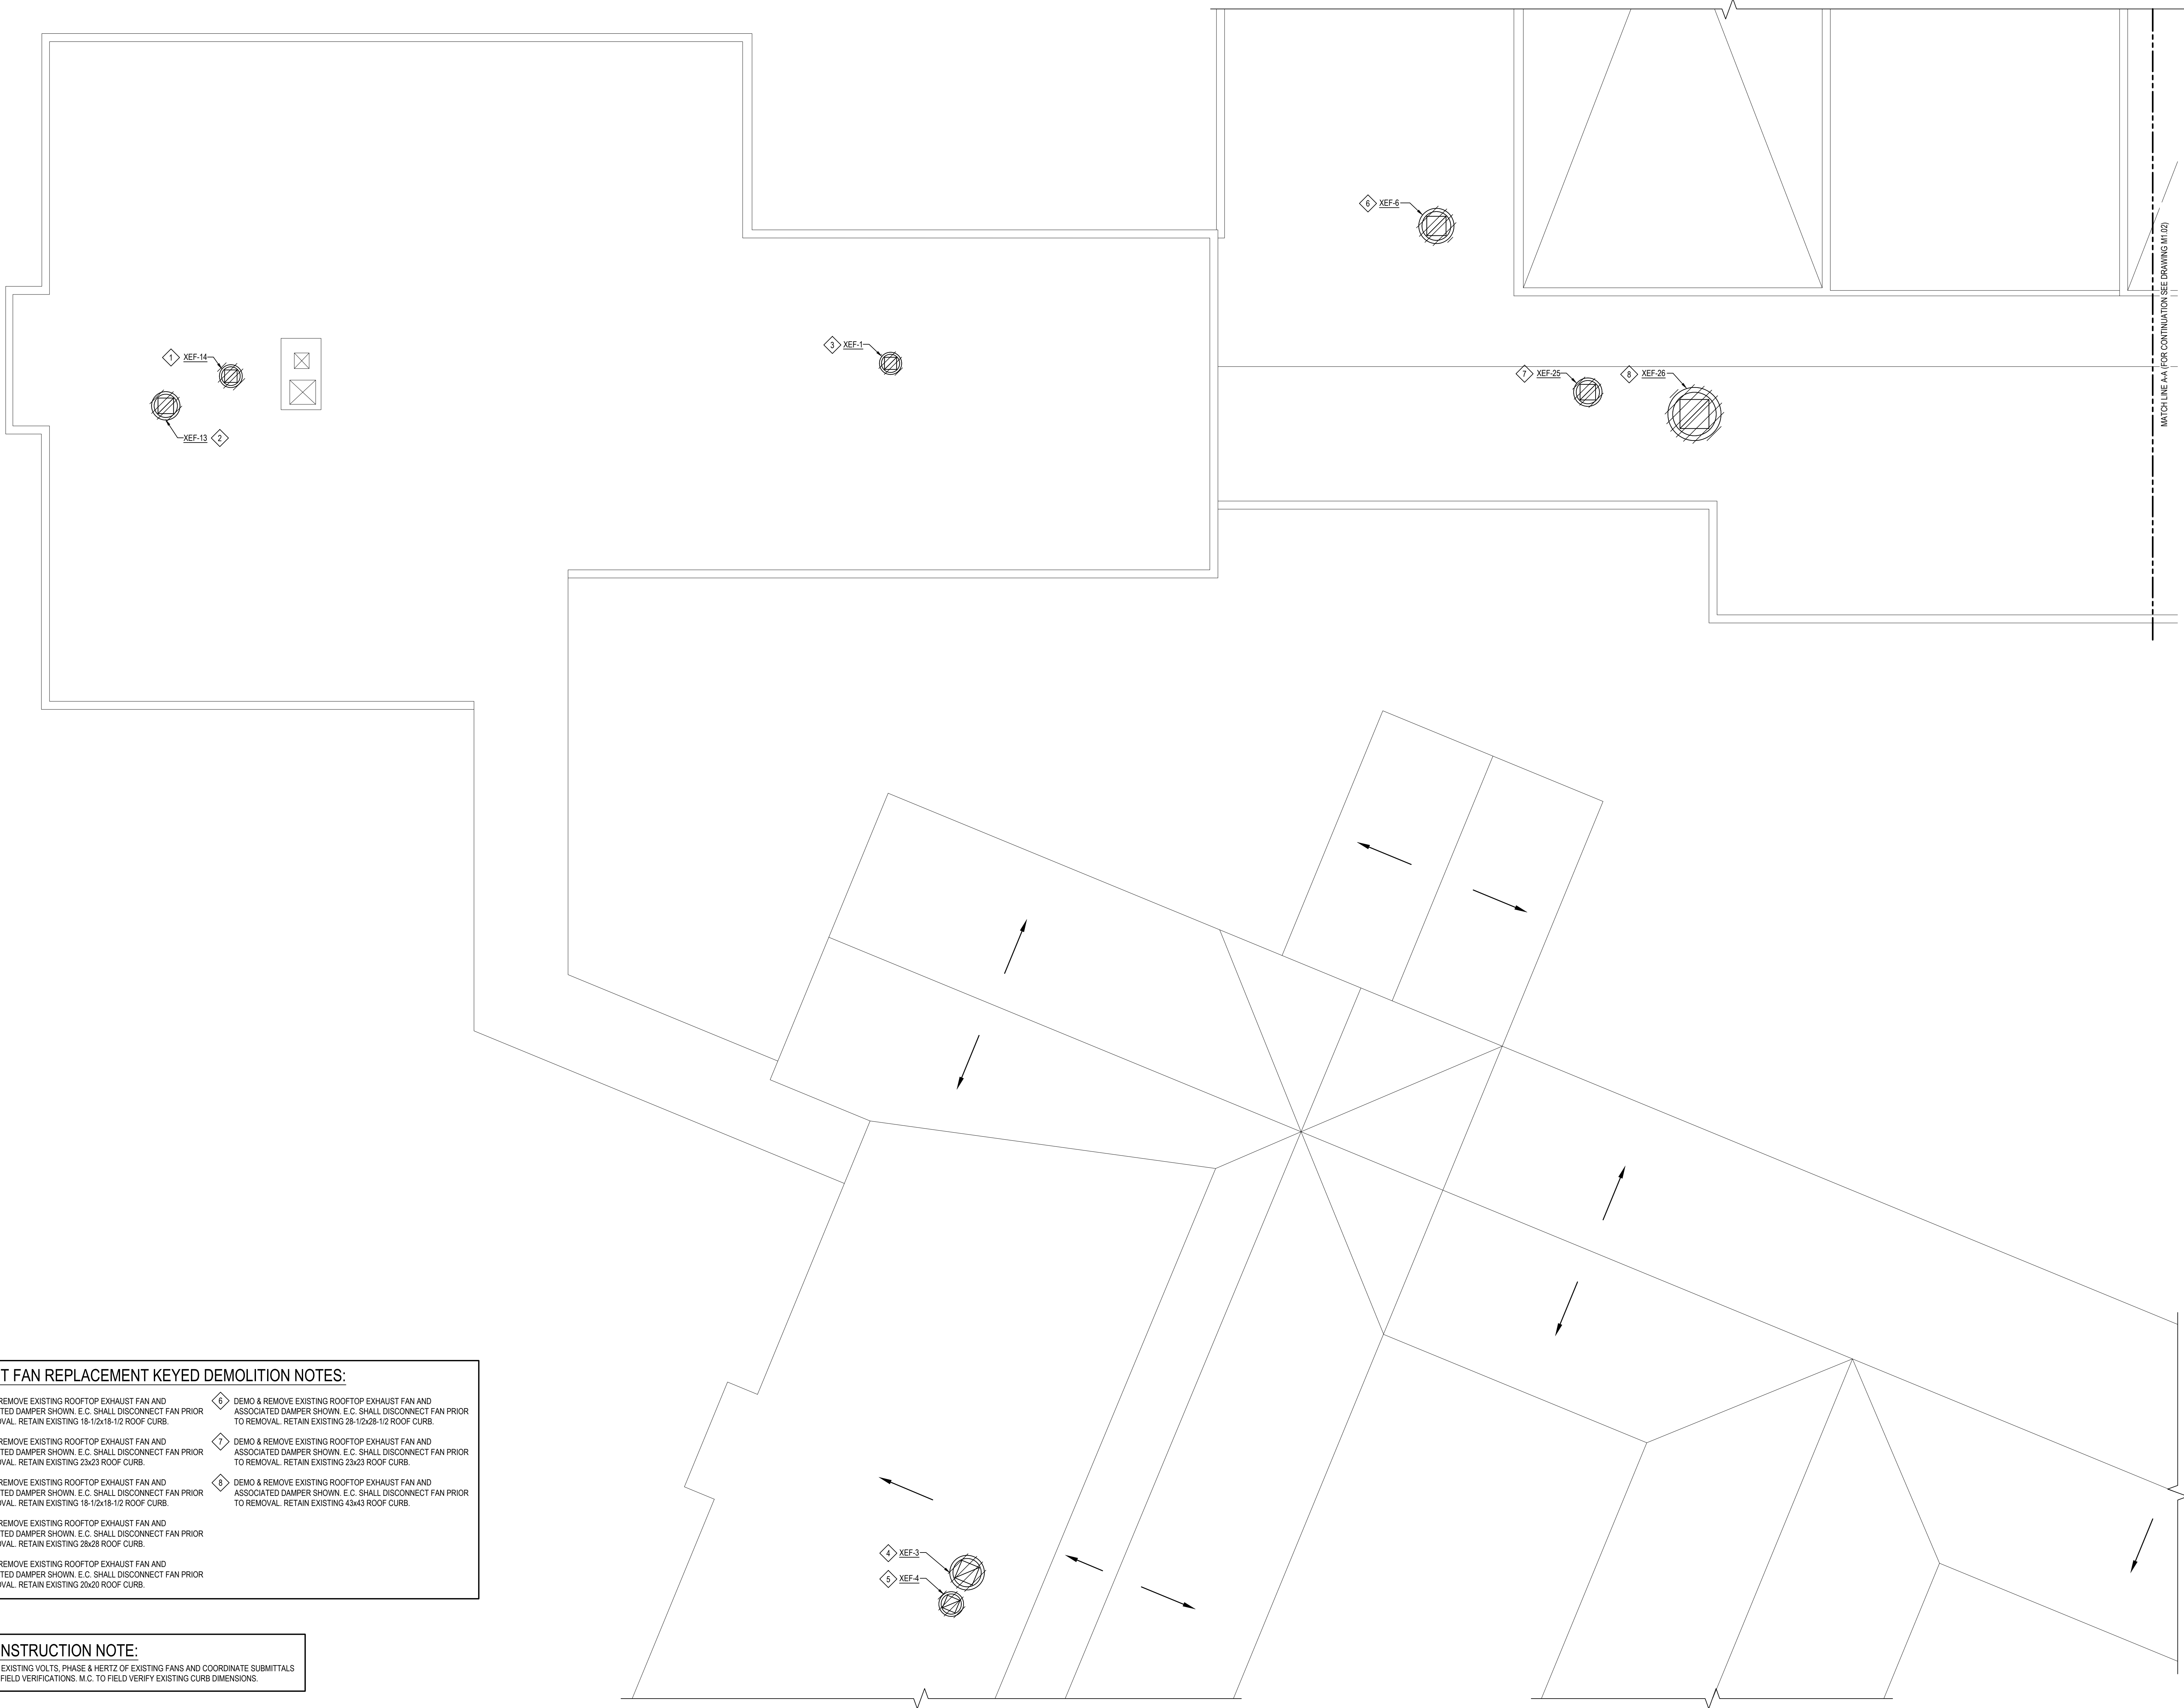 6 XEF-6
1 XEF-14
XEF-13 2
3 XEF-1
7 XEF-25
8 XEF-26
MATCH LINE A-A (FOR CONTINUATION SEE DRAWING M1.02)
4 XEF-3
5 XEF-4
T FAN REPLACEMENT KEYED DEMOLITION NOTES:
REMOVE EXISTING ROOFTOP EXHAUST FAN AND
TED DAMPER SHOWN. E.C. SHALL DISCONNECT FAN PRIOR
OVAL. RETAIN EXISTING 18-1/2x18-1/2 ROOF CURB.
REMOVE EXISTING ROOFTOP EXHAUST FAN AND
TED DAMPER SHOWN. E.C. SHALL DISCONNECT FAN PRIOR
OVAL. RETAIN EXISTING 23x23 ROOF CURB.
REMOVE EXISTING ROOFTOP EXHAUST FAN AND
TED DAMPER SHOWN. E.C. SHALL DISCONNECT FAN PRIOR
OVAL. RETAIN EXISTING 18-1/2x18-1/2 ROOF CURB.
REMOVE EXISTING ROOFTOP EXHAUST FAN AND
TED DAMPER SHOWN. E.C. SHALL DISCONNECT FAN PRIOR
OVAL. RETAIN EXISTING 28x28 ROOF CURB.
REMOVE EXISTING ROOFTOP EXHAUST FAN AND
TED DAMPER SHOWN. E.C. SHALL DISCONNECT FAN PRIOR
OVAL. RETAIN EXISTING 20x20 ROOF CURB.
6 DEMO & REMOVE EXISTING ROOFTOP EXHAUST FAN AND
ASSOCIATED DAMPER SHOWN. E.C. SHALL DISCONNECT FAN PRIOR
TO REMOVAL. RETAIN EXISTING 28-1/2x28-1/2 ROOF CURB.
7 DEMO & REMOVE EXISTING ROOFTOP EXHAUST FAN AND
ASSOCIATED DAMPER SHOWN. E.C. SHALL DISCONNECT FAN PRIOR
TO REMOVAL. RETAIN EXISTING 23x23 ROOF CURB.
8 DEMO & REMOVE EXISTING ROOFTOP EXHAUST FAN AND
ASSOCIATED DAMPER SHOWN. E.C. SHALL DISCONNECT FAN PRIOR
TO REMOVAL. RETAIN EXISTING 43x43 ROOF CURB.
NSTRUCTION NOTE:
EXISTING VOLTS, PHASE & HERTZ OF EXISTING FANS AND COORDINATE SUBMITTALS
FIELD VERIFICATIONS. M.C. TO FIELD VERIFY EXISTING CURB DIMENSIONS.